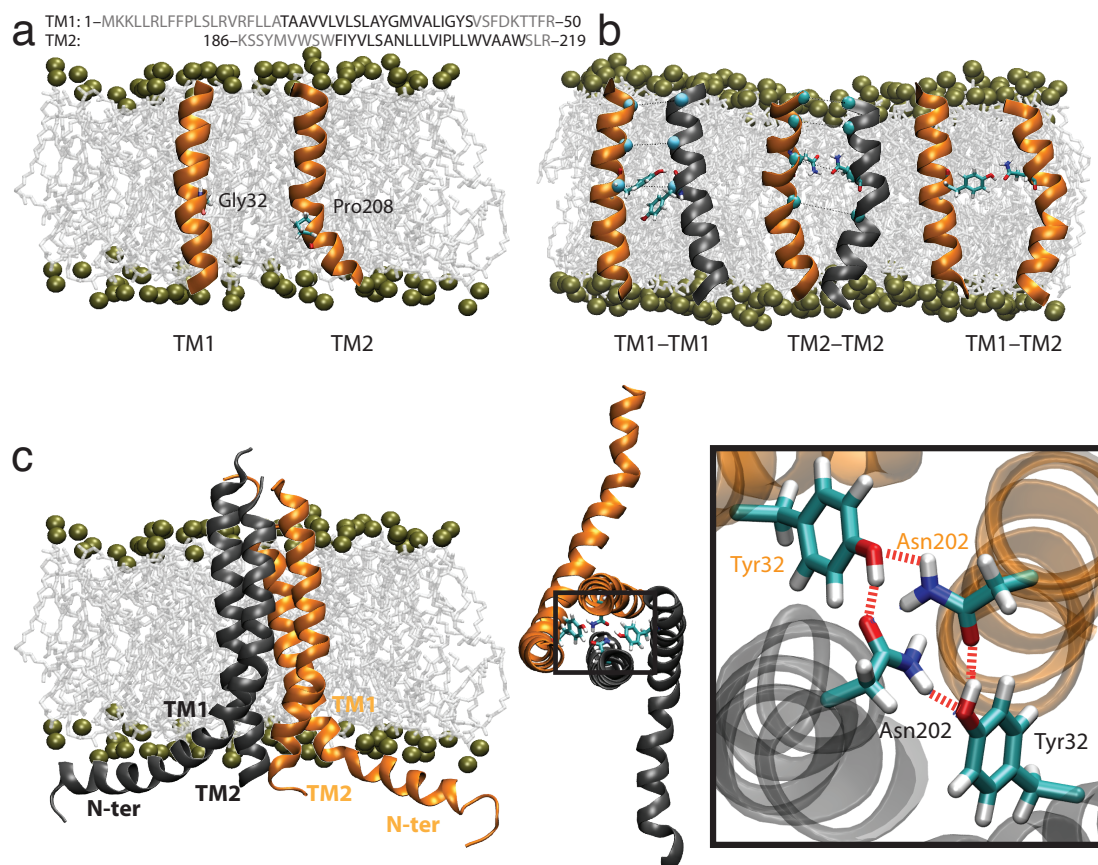 a
TM1: 1–MKKLLRLFFPLSLRVRFLLATAAVVLVLSLAYGMVALIGYSVSFDKTTFR–50
TM2: 186–KSSYMVWSWFIYVLSANLLLVIPLLWVAAWSLR–219
Gly32
Pro208
TM1
TM2
b
TM1–TM1
TM2–TM2
TM1–TM2
c
TM1
TM1
N-ter
TM2
TM2
N-ter
Tyr32
Asn202
Asn202
Tyr32